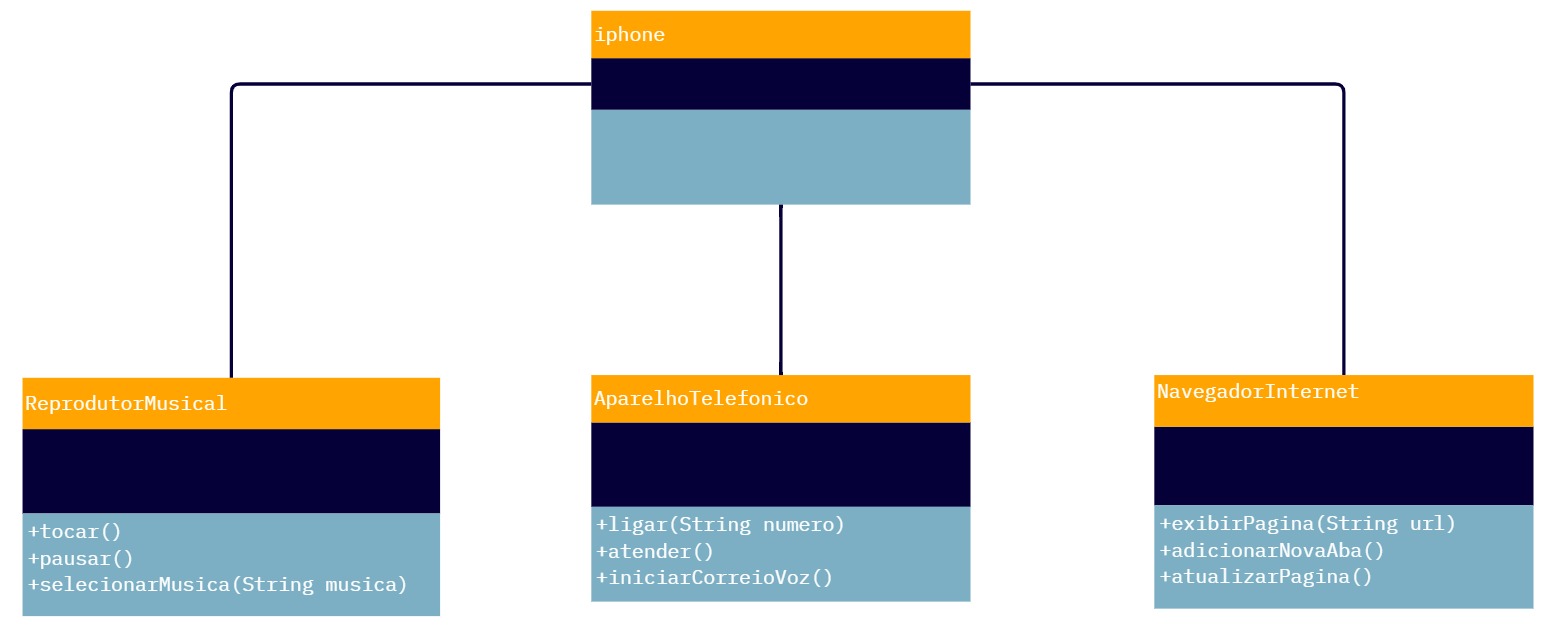 iphone
ReprodutorMusical
+tocar()
+pausar()
+selecionarMusica(String musica)
AparelhoTelefonico
+ligar(String numero)
+atender()
+iniciarCorreioVoz()
NavegadorInternet
+exibirPagina(String url)
+adicionarNovaAba()
+atualizarPagina()